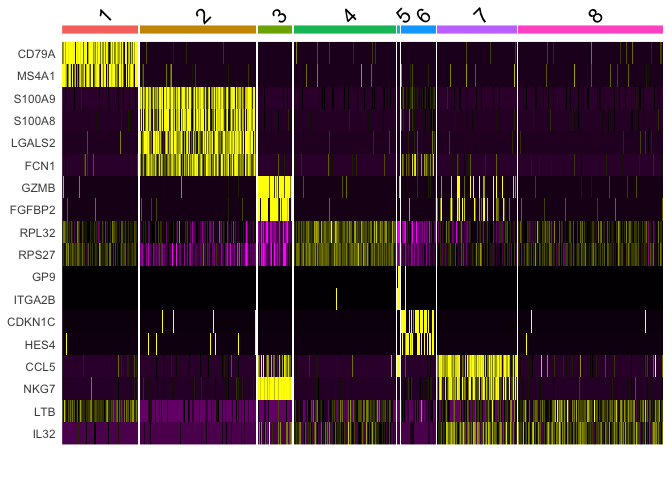 1 2 3 4 5 6 7 8
CD79A
MS4A1
S100A9
S100A8
LGALS2
FCN1
GZMB
FGFBP2
RPL32
RPS27
GP9
ITGA2B
CDKN1C
HES4
CCL5
NKG7
LTB
IL32